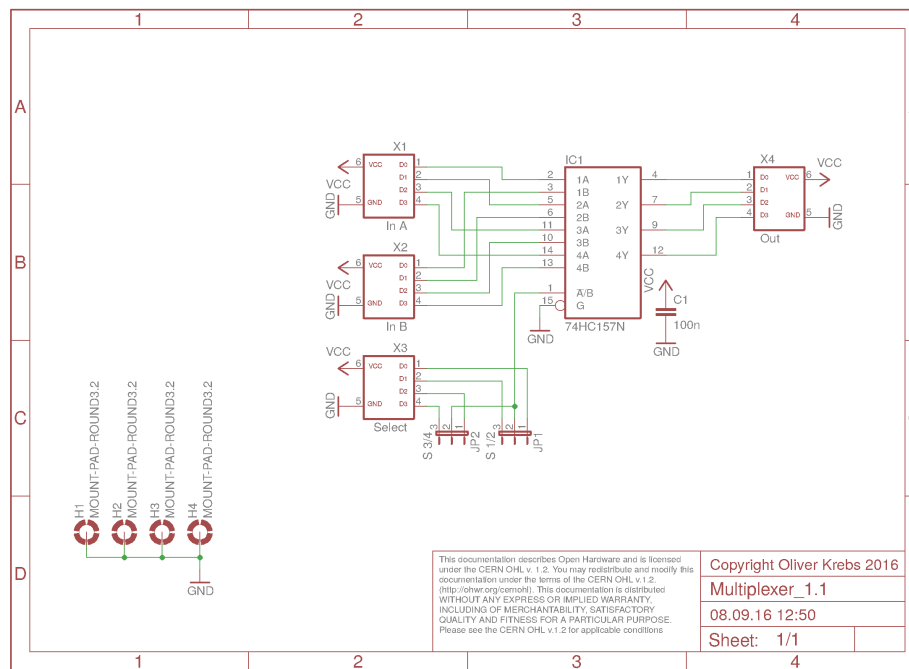 1 2 3 4
A
X1
6 VCC D0 1
D1 2
VCC D2 3
GND 5 GND D3 4
In A
X2
6 VCC D0 1
D1 2
VCC D2 3
GND 5 GND D3 4
In B
IC1
2 1A 1Y 4
3 1B
5 2A 2Y 7
6 2B
11 3A 3Y 9
10 3B
14 4A 4Y 12
13 4B
1 A/B
15 G
74HC157N
GND
X4
VCC
1 D0 VCC 6
2 D1
3 D2
4 D3 GND 5 GND
Out
VCC
C1
100n
GND
B
X3
VCC
6 VCC D0 1
D1 2
D2 3
GND 5 GND D3 4
Select
S 3/4 3 2 1 JP2
S 1/2 3 2 1 JP1
C
H1 MOUNT-PAD-ROUND3.2
H2 MOUNT-PAD-ROUND3.2
H3 MOUNT-PAD-ROUND3.2
H4 MOUNT-PAD-ROUND3.2
GND
D
This documentation describes Open Hardware and is licensed
under the CERN OHL v. 1.2. You may redistribute and modify this
documentation under the terms of the CERN OHL v.1.2.
(http://ohwr.org/cernohl). This documentation is distributed
WITHOUT ANY EXPRESS OR IMPLIED WARRANTY,
INCLUDING OF MERCHANTABILITY, SATISFACTORY
QUALITY AND FITNESS FOR A PARTICULAR PURPOSE.
Please see the CERN OHL v.1.2 for applicable conditions
Copyright Oliver Krebs 2016
Multiplexer_1.1
08.09.16 12:50
Sheet: 1/1
1 2 3 4